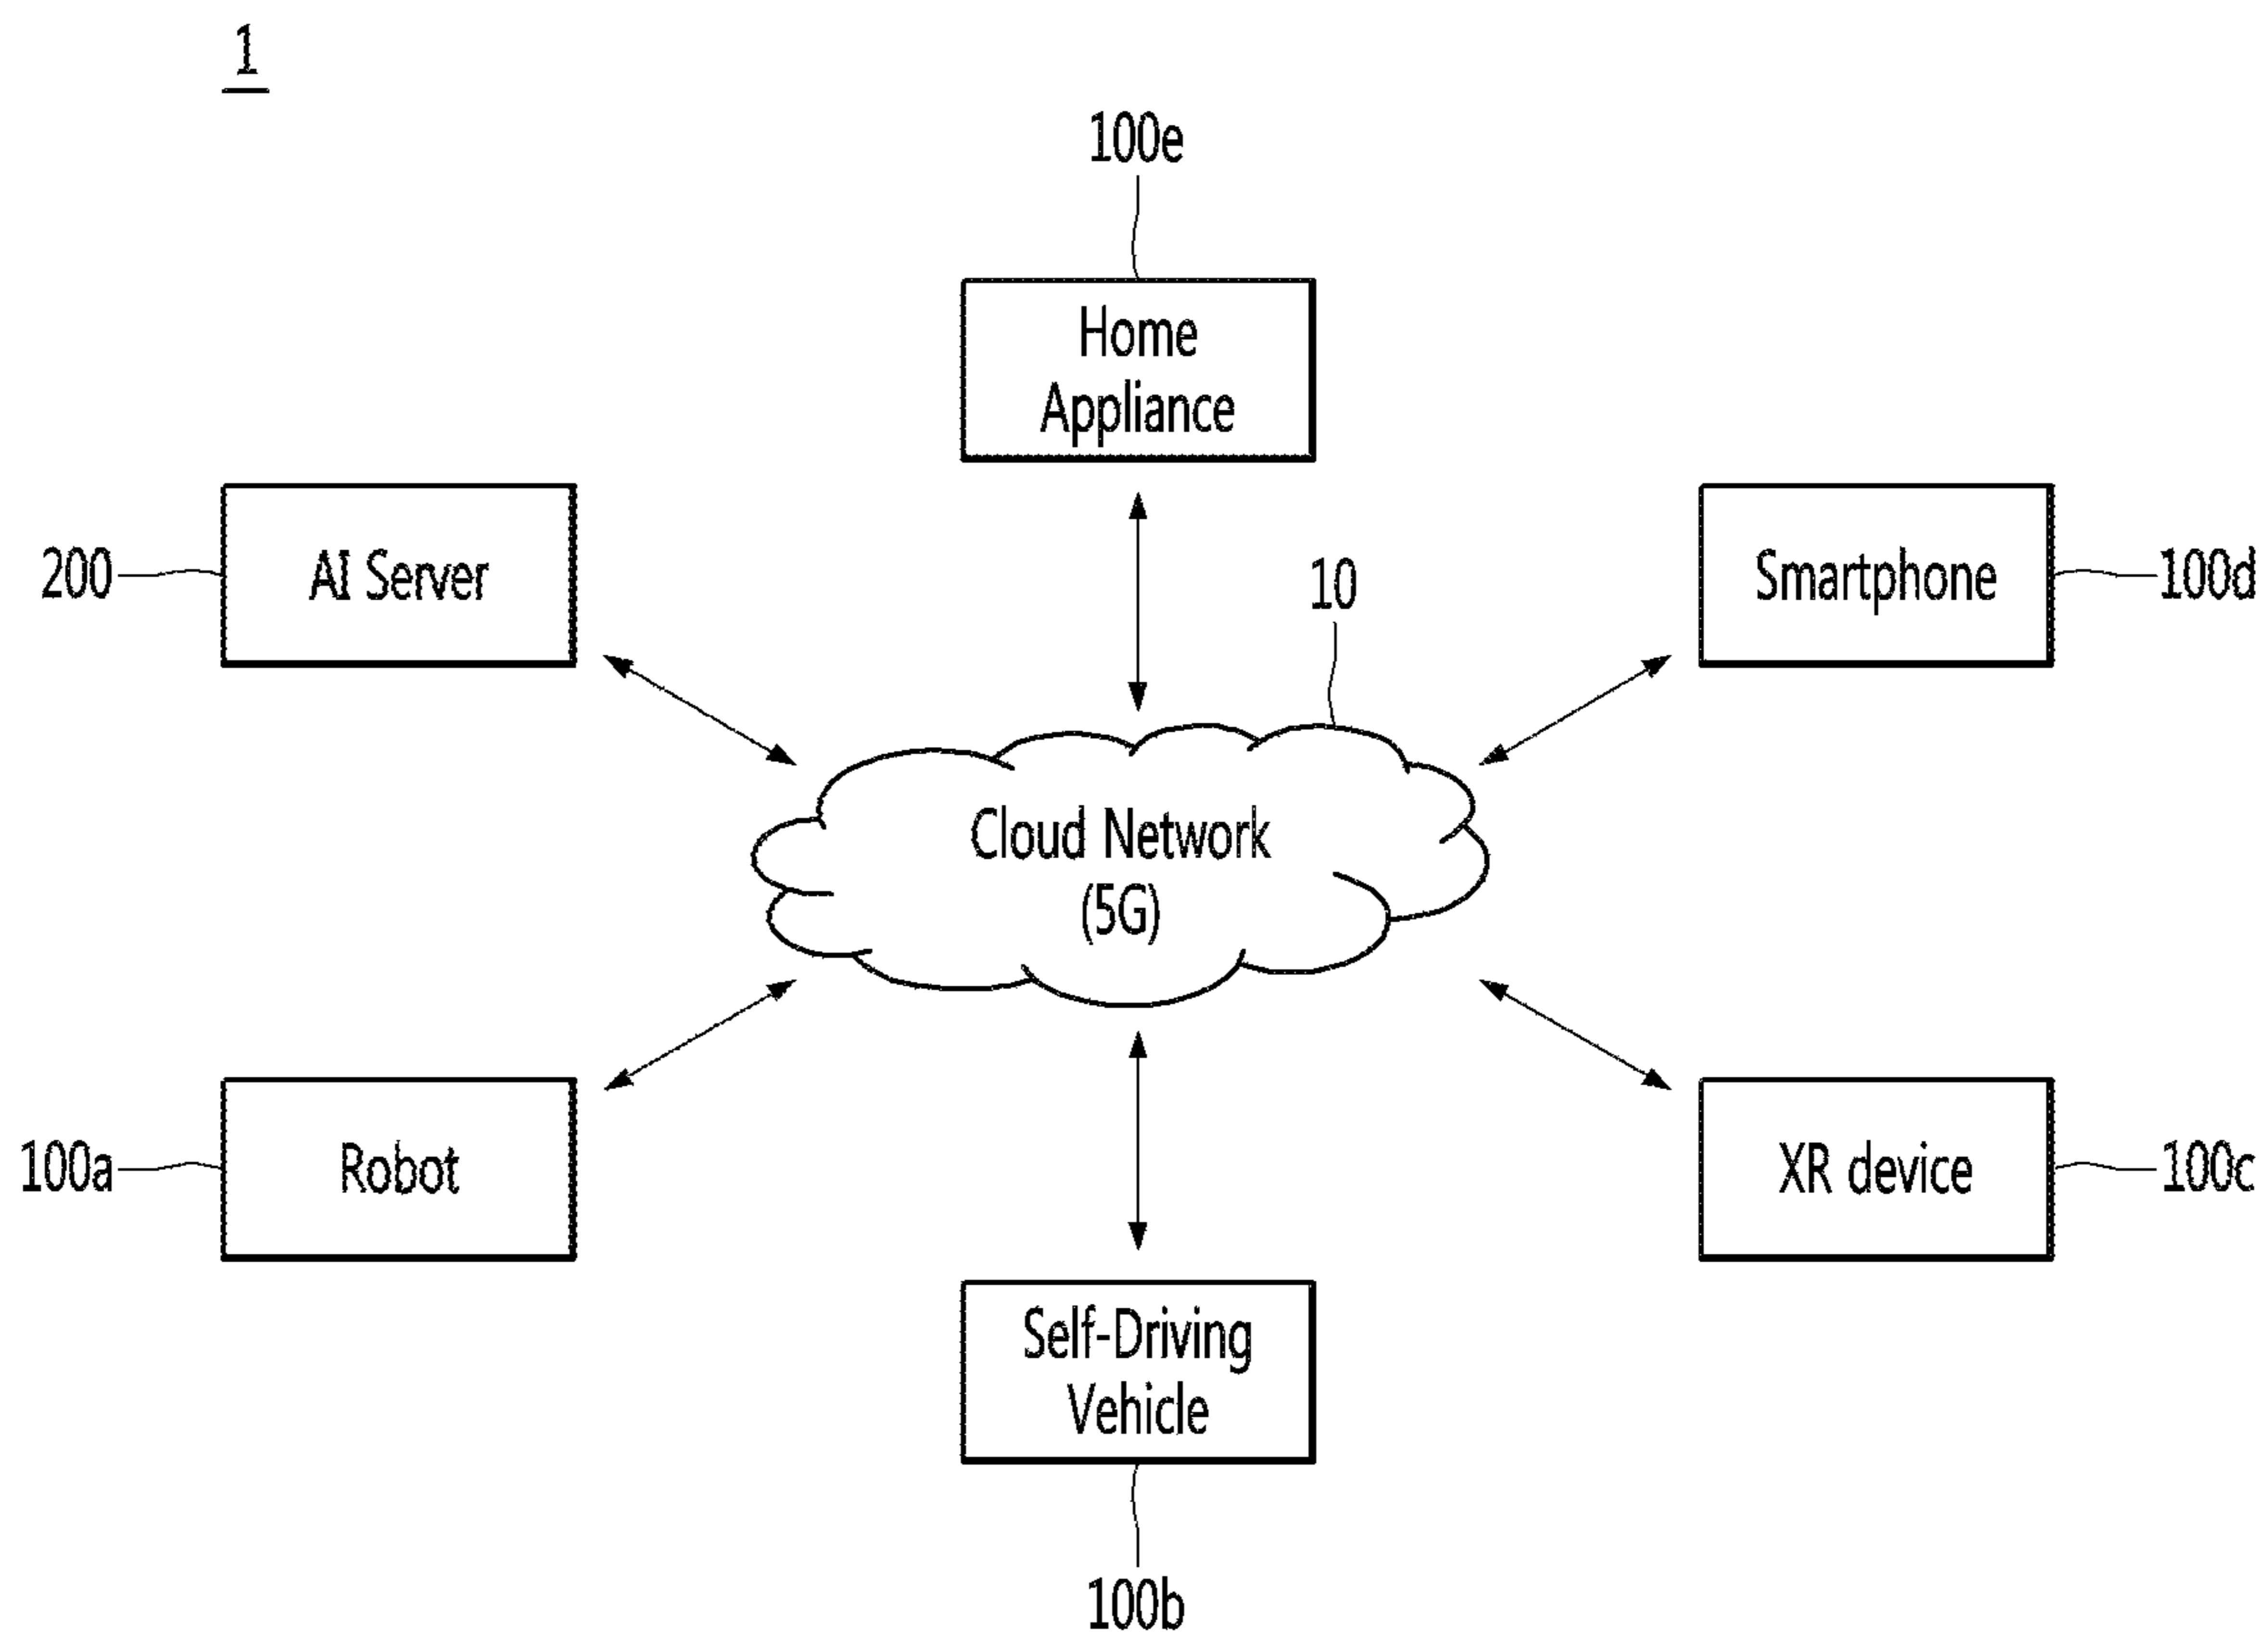 1
100e
Home
Appliance
200
AI Server
10
Smartphone
100d
Cloud Network
(5G)
100a
Robot
XR device
100c
Self-Driving
Vehicle
100b